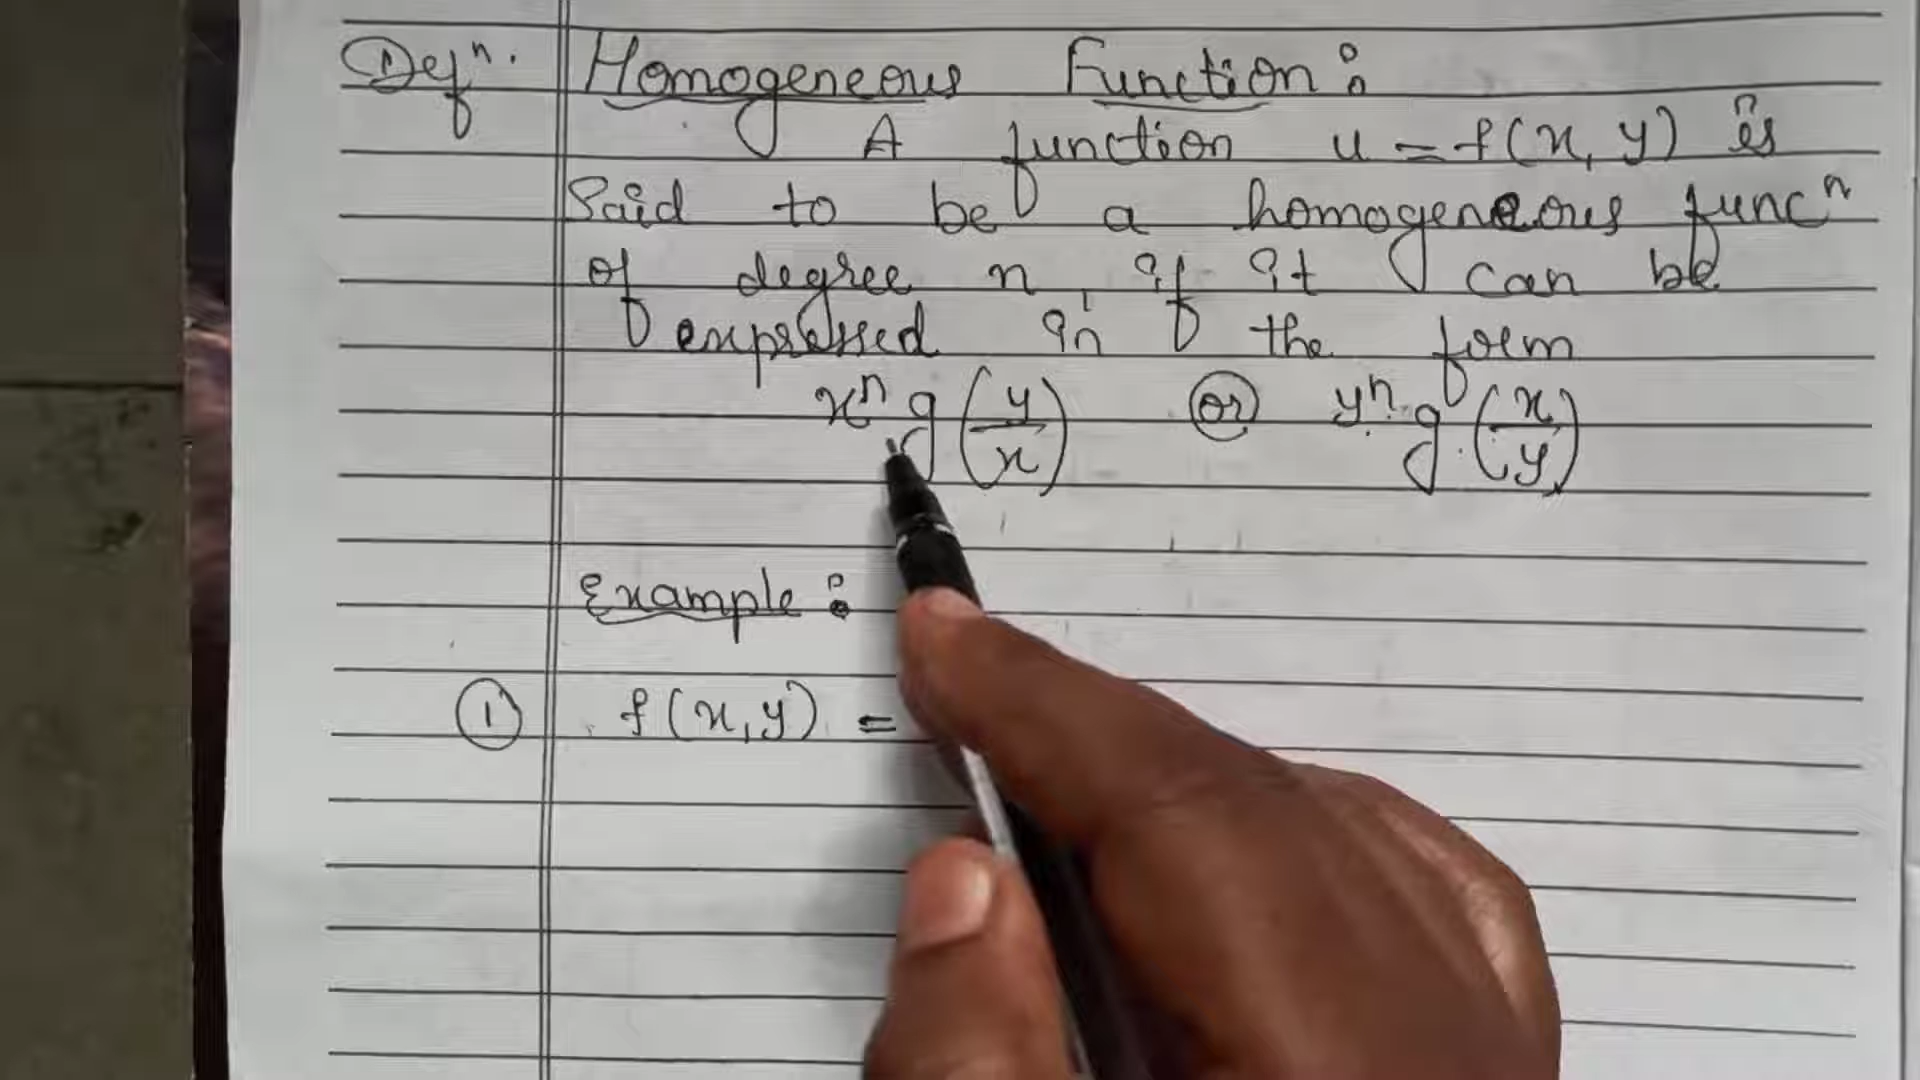 Defⁿ. Homogeneous Function :
A function u = f(x, y) is
Said to be a homogeneous funcⁿ
of degree n, if it can be
expressed in the form
xⁿ g(y/x) or yⁿ g(x/y)
Example :
① f(x,y) =